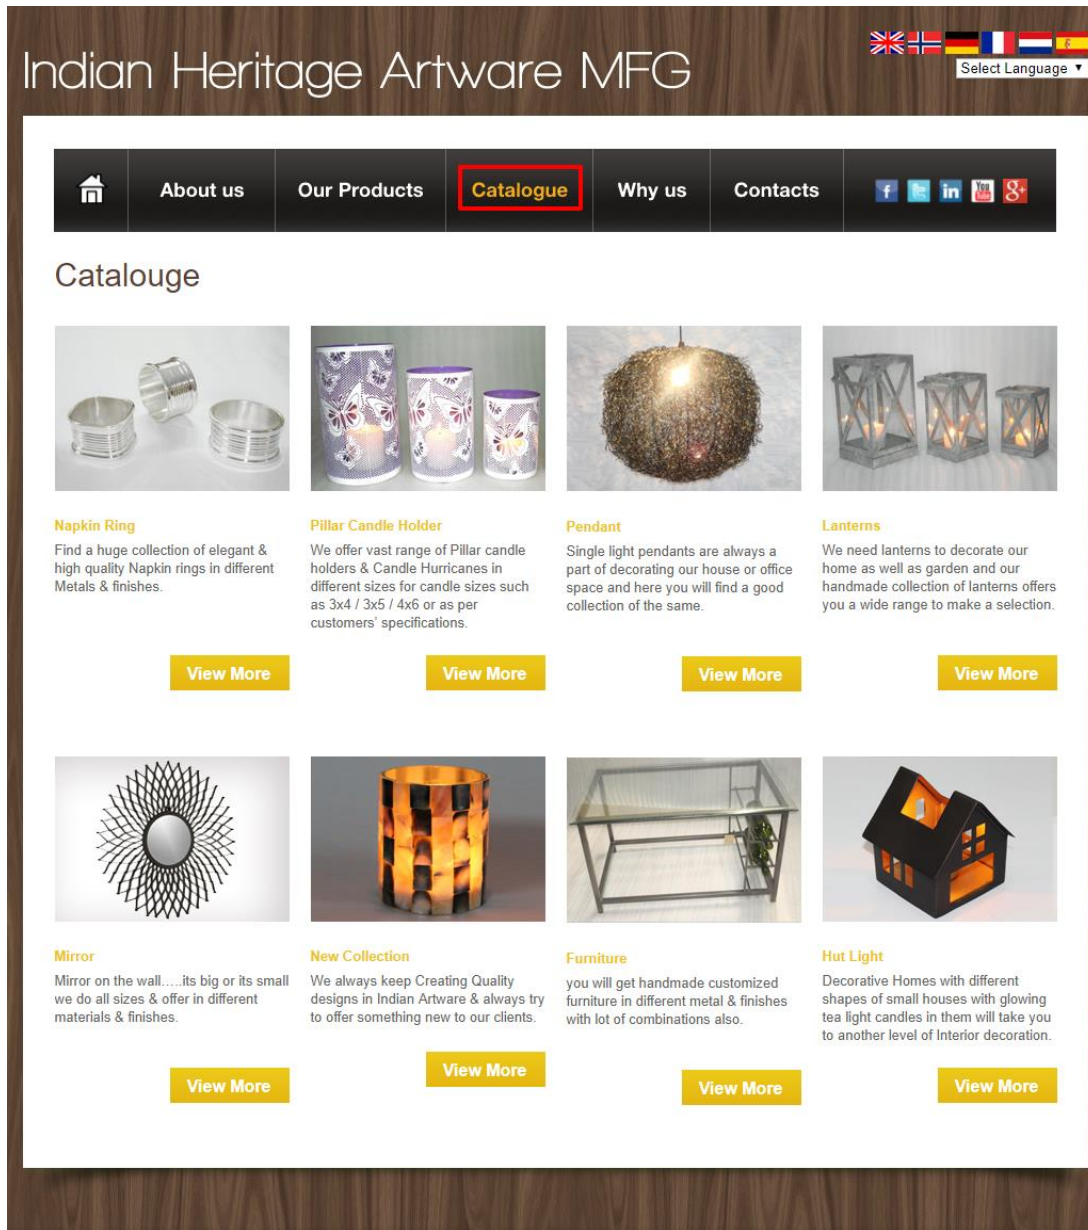 Indian Heritage Artware MFG
Select Language
About us
Our Products
Catalogue
Why us
Contacts
f
in
You
Tube
8+
Catalouge
Napkin Ring
Find a huge collection of elegant &
high quality Napkin rings in different
Metals & finishes.
View More
Pillar Candle Holder
We offer vast range of Pillar candle
holders & Candle Hurricanes in
different sizes for candle sizes such
as 3x4 / 3x5 / 4x6 or as per
customers' specifications.
View More
Pendant
Single light pendants are always a
part of decorating our house or office
space and here you will find a good
collection of the same.
View More
Lanterns
We need lanterns to decorate our
home as well as garden and our
handmade collection of lanterns offers
you a wide range to make a selection.
View More
Mirror
Mirror on the wall…..its big or its small
we do all sizes & offer in different
materials & finishes.
View More
New Collection
We always keep Creating Quality
designs in Indian Artware & always try
to offer something new to our clients.
View More
Furniture
you will get handmade customized
furniture in different metal & finishes
with lot of combinations also.
View More
Hut Light
Decorative Homes with different
shapes of small houses with glowing
tea light candles in them will take you
to another level of Interior decoration.
View More